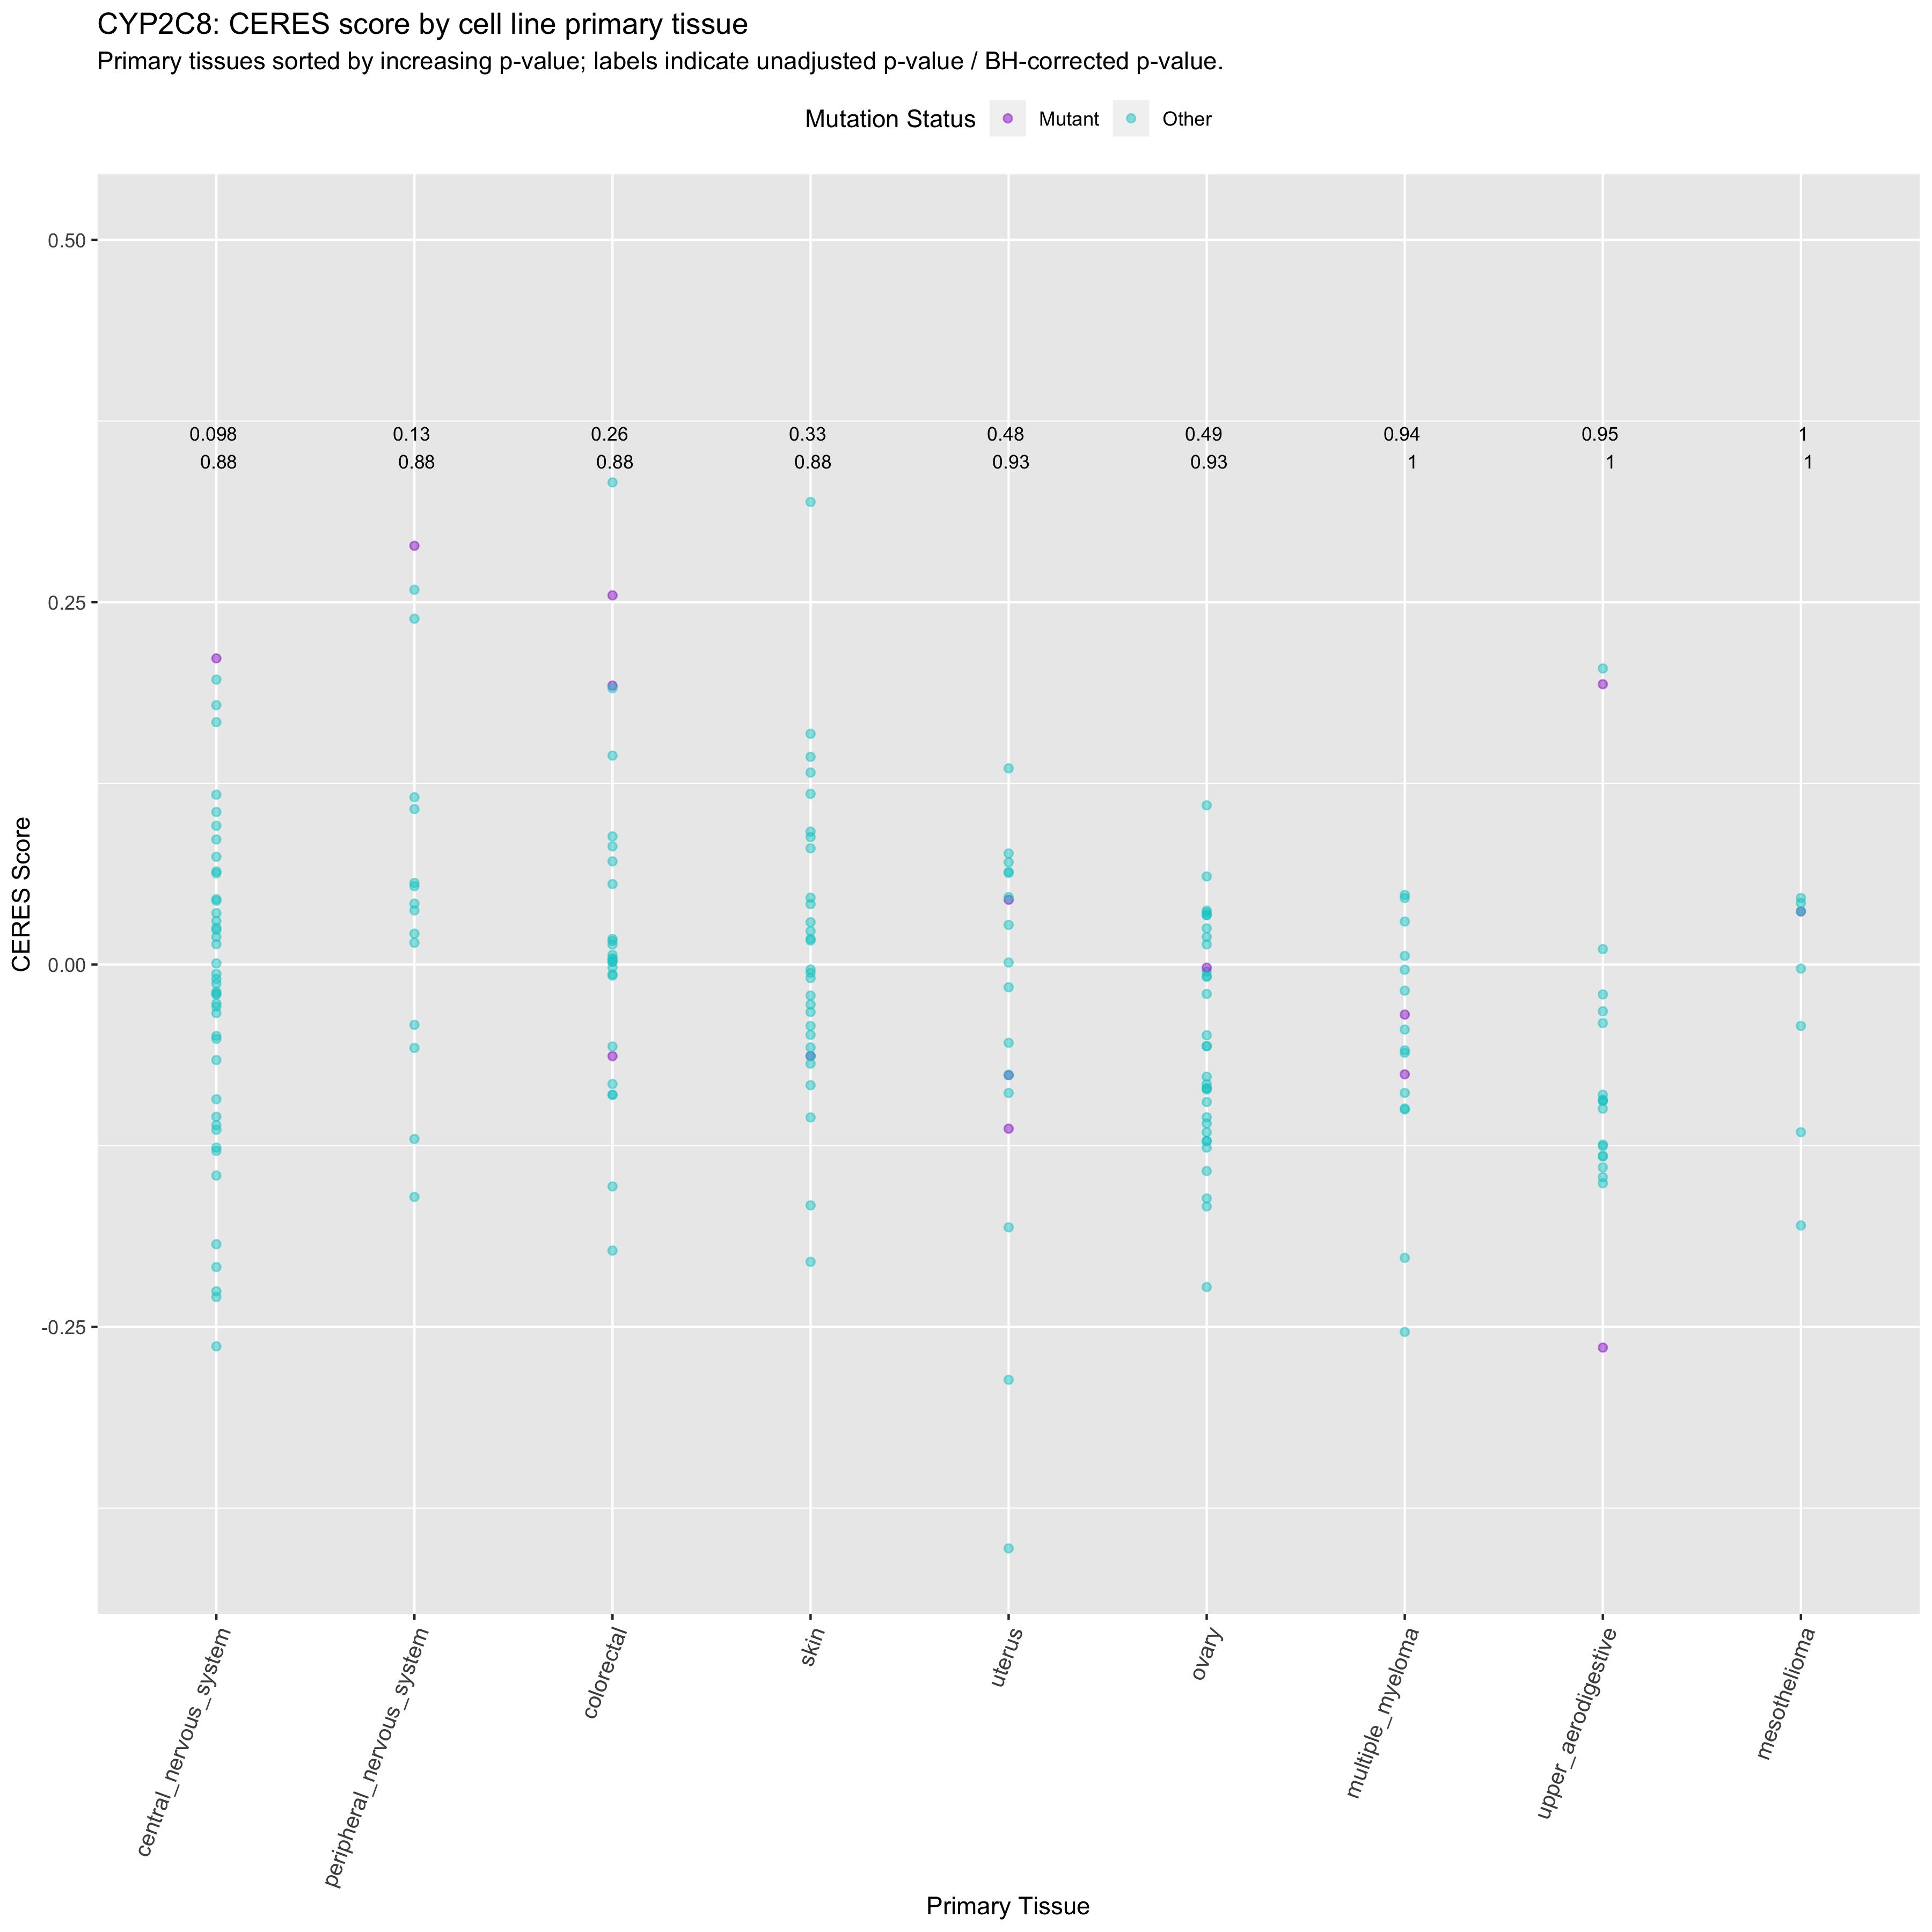 CYP2C8: CERES score by cell line primary tissue
Primary tissues sorted by increasing p-value; labels indicate unadjusted p-value / BH-corrected p-value.
Mutation Status Mutant Other
0.50
0.25
0.00
-0.25
CERES Score
0.098 0.13 0.26 0.33 0.48 0.49 0.94 0.95 1
0.88 0.88 0.88 0.88 0.93 0.93 1 1 1
central_nervous_system
peripheral_nervous_system
colorectal
skin
uterus
ovary
multiple_myeloma
upper_aerodigestive
mesothelioma
Primary Tissue